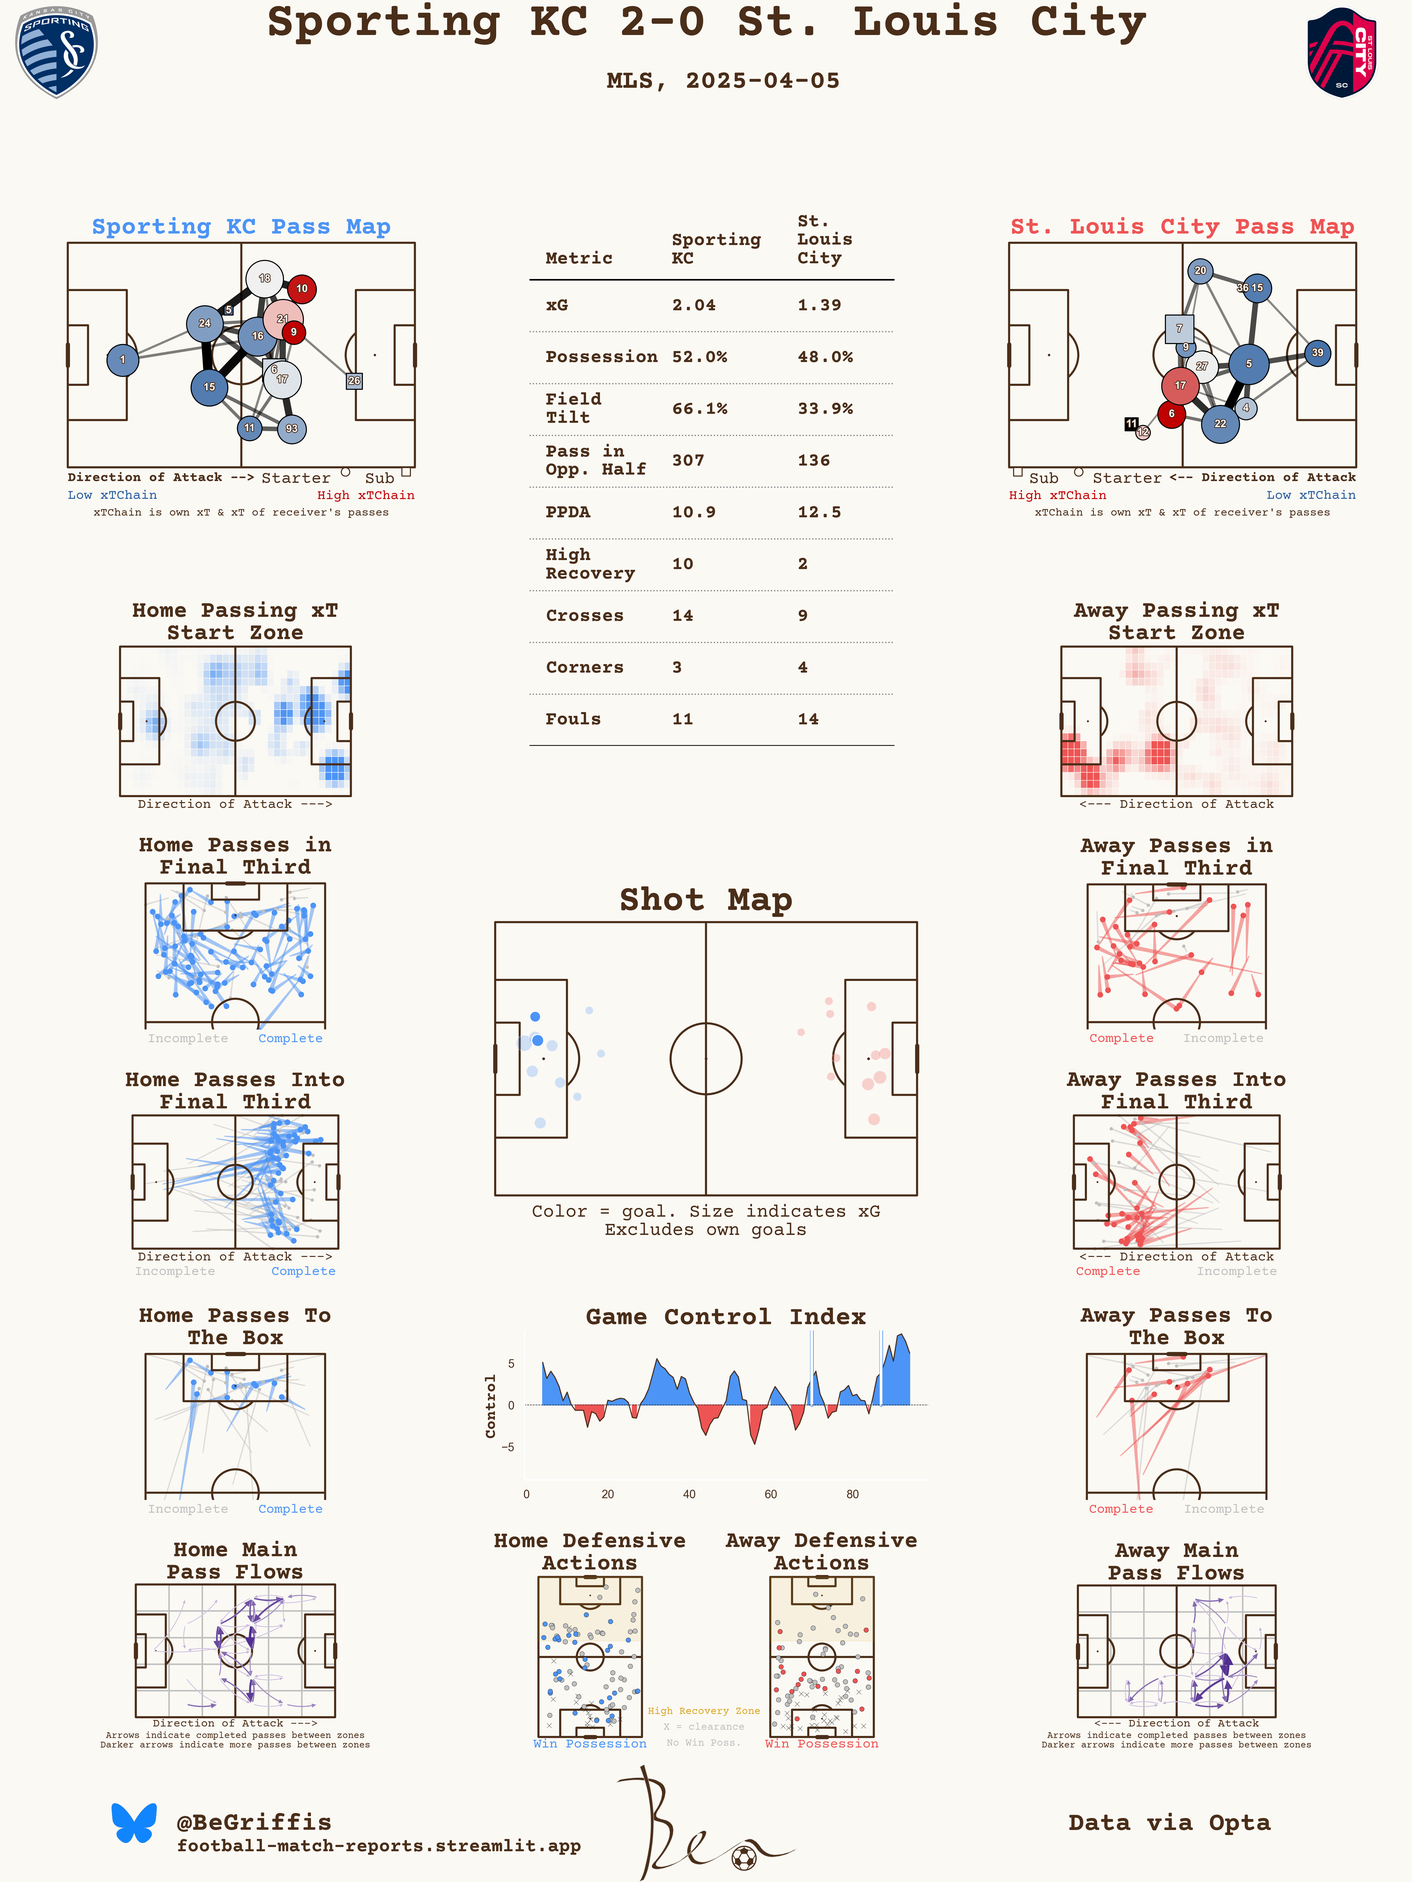 Sporting KC 2-0 St. Louis City
MLS, 2025-04-05
KANSAS CITY
SPORTING
ST LOUIS
CITY
SC
Sporting KC Pass Map
18
10
5
24
21
9
16
1
6
17
26
15
11
93
Direction of Attack --> Starter Sub
Low xTChain High xTChain
xTChain is own xT & xT of receiver's passes
Metric Sporting KC St. Louis City
xG 2.04 1.39
Possession 52.0% 48.0%
Field Tilt 66.1% 33.9%
Pass in Opp. Half 307 136
PPDA 10.9 12.5
High Recovery 10 2
Crosses 14 9
Corners 3 4
Fouls 11 14
St. Louis City Pass Map
20
36 15
7
9
39
27
5
17
4
6
11
12
22
Sub Starter <-- Direction of Attack
High xTChain Low xTChain
xTChain is own xT & xT of receiver's passes
Home Passing xT
Start Zone
Direction of Attack --->
Away Passing xT
Start Zone
<--- Direction of Attack
Home Passes in
Final Third
Incomplete Complete
Away Passes in
Final Third
Complete Incomplete
Shot Map
Color = goal. Size indicates xG
Excludes own goals
Home Passes Into
Final Third
Direction of Attack --->
Incomplete Complete
Away Passes Into
Final Third
<--- Direction of Attack
Complete Incomplete
Home Passes To
The Box
Incomplete Complete
Game Control Index
Control
5
0
−5
0 20 40 60 80
Away Passes To
The Box
Complete Incomplete
Home Main
Pass Flows
Direction of Attack --->
Arrows indicate completed passes between zones
Darker arrows indicate more passes between zones
Home Defensive
Actions
Win Possession
Away Defensive
Actions
Win Possession
High Recovery Zone
X = clearance
No Win Poss.
Away Main
Pass Flows
<--- Direction of Attack
Arrows indicate completed passes between zones
Darker arrows indicate more passes between zones
@BeGriffis
football-match-reports.streamlit.app
Ben
Data via Opta